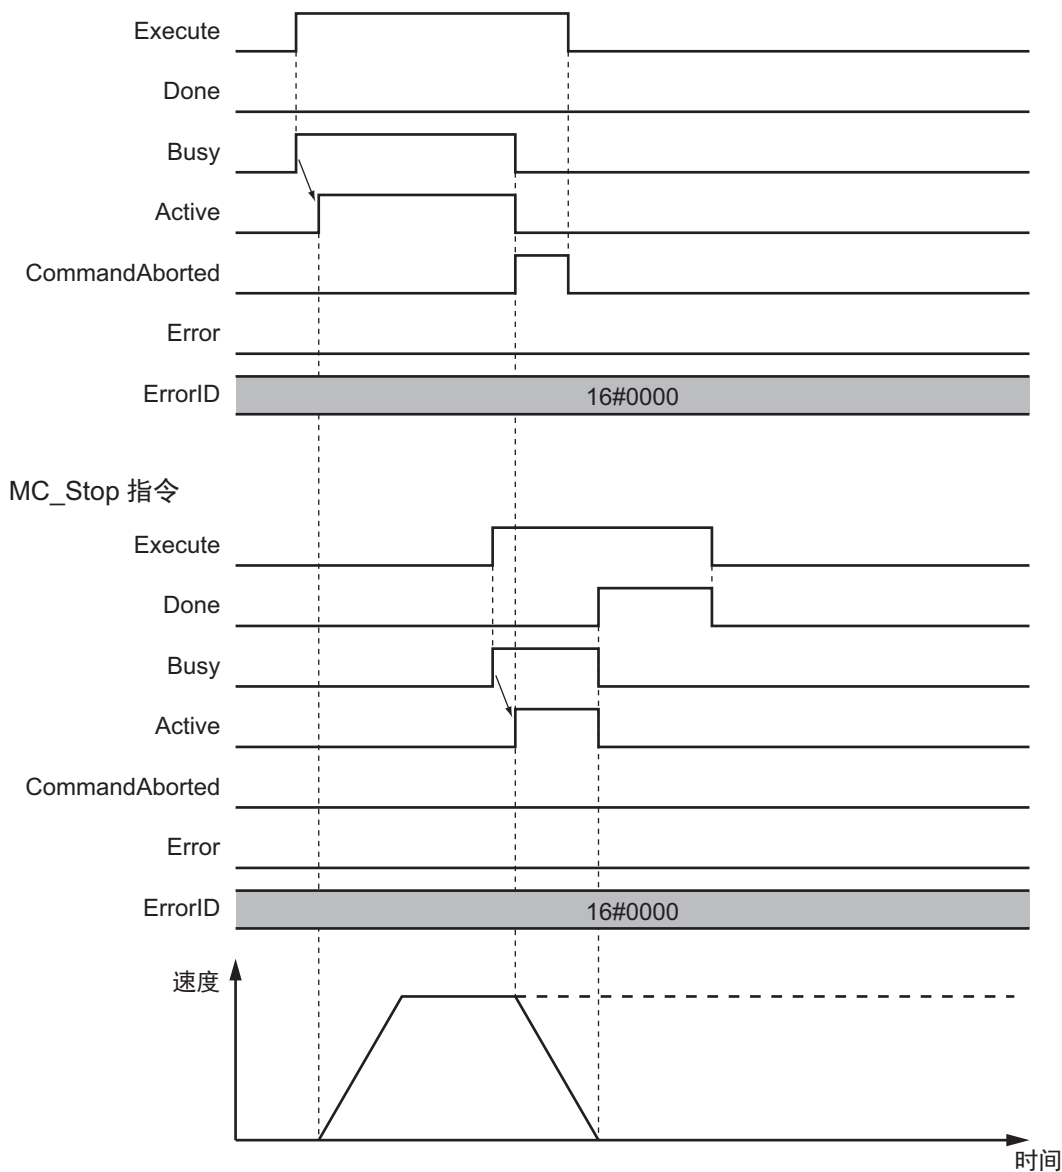 Execute
Done
Busy
Active
CommandAborted
Error
ErrorID 16#0000
MC_Stop 指令
Execute
Done
Busy
Active
CommandAborted
Error
ErrorID 16#0000
速度
时间